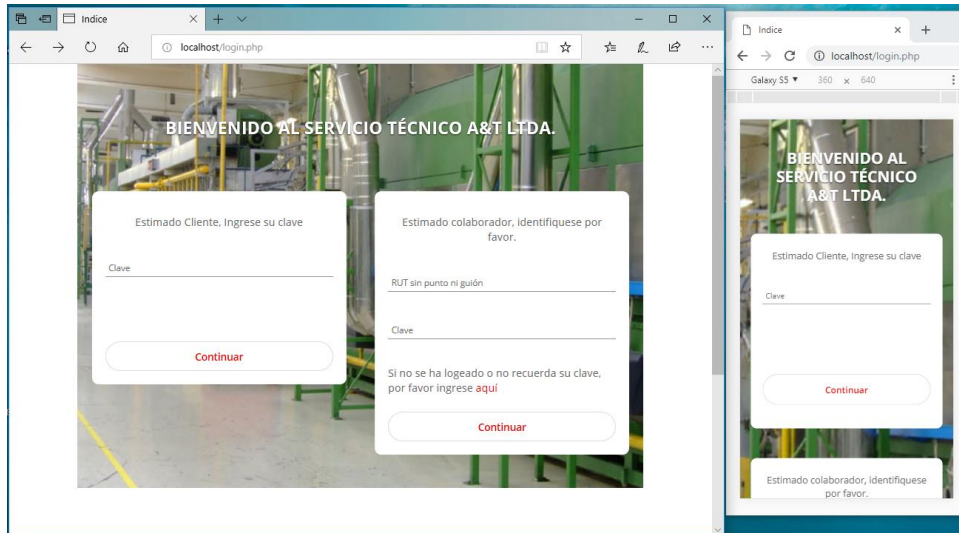 Indice
localhost/login.php
BIENVENIDO AL SERVICIO TÉCNICO A&T LTDA.
Estimado Cliente, Ingrese su clave
Clave
Continuar
Estimado colaborador, identifiquese por
favor.
RUT sin punto ni guión
Clave
Si no se ha logeado o no recuerda su clave,
por favor ingrese aquí
Continuar
Indice
localhost/login.php
Galaxy S5 ▼ 360 x 640
BIENVENIDO AL
SERVICIO TÉCNICO
A&T LTDA.
Estimado Cliente, Ingrese su clave
Clave
Continuar
Estimado colaborador, identifiquese
por favor.